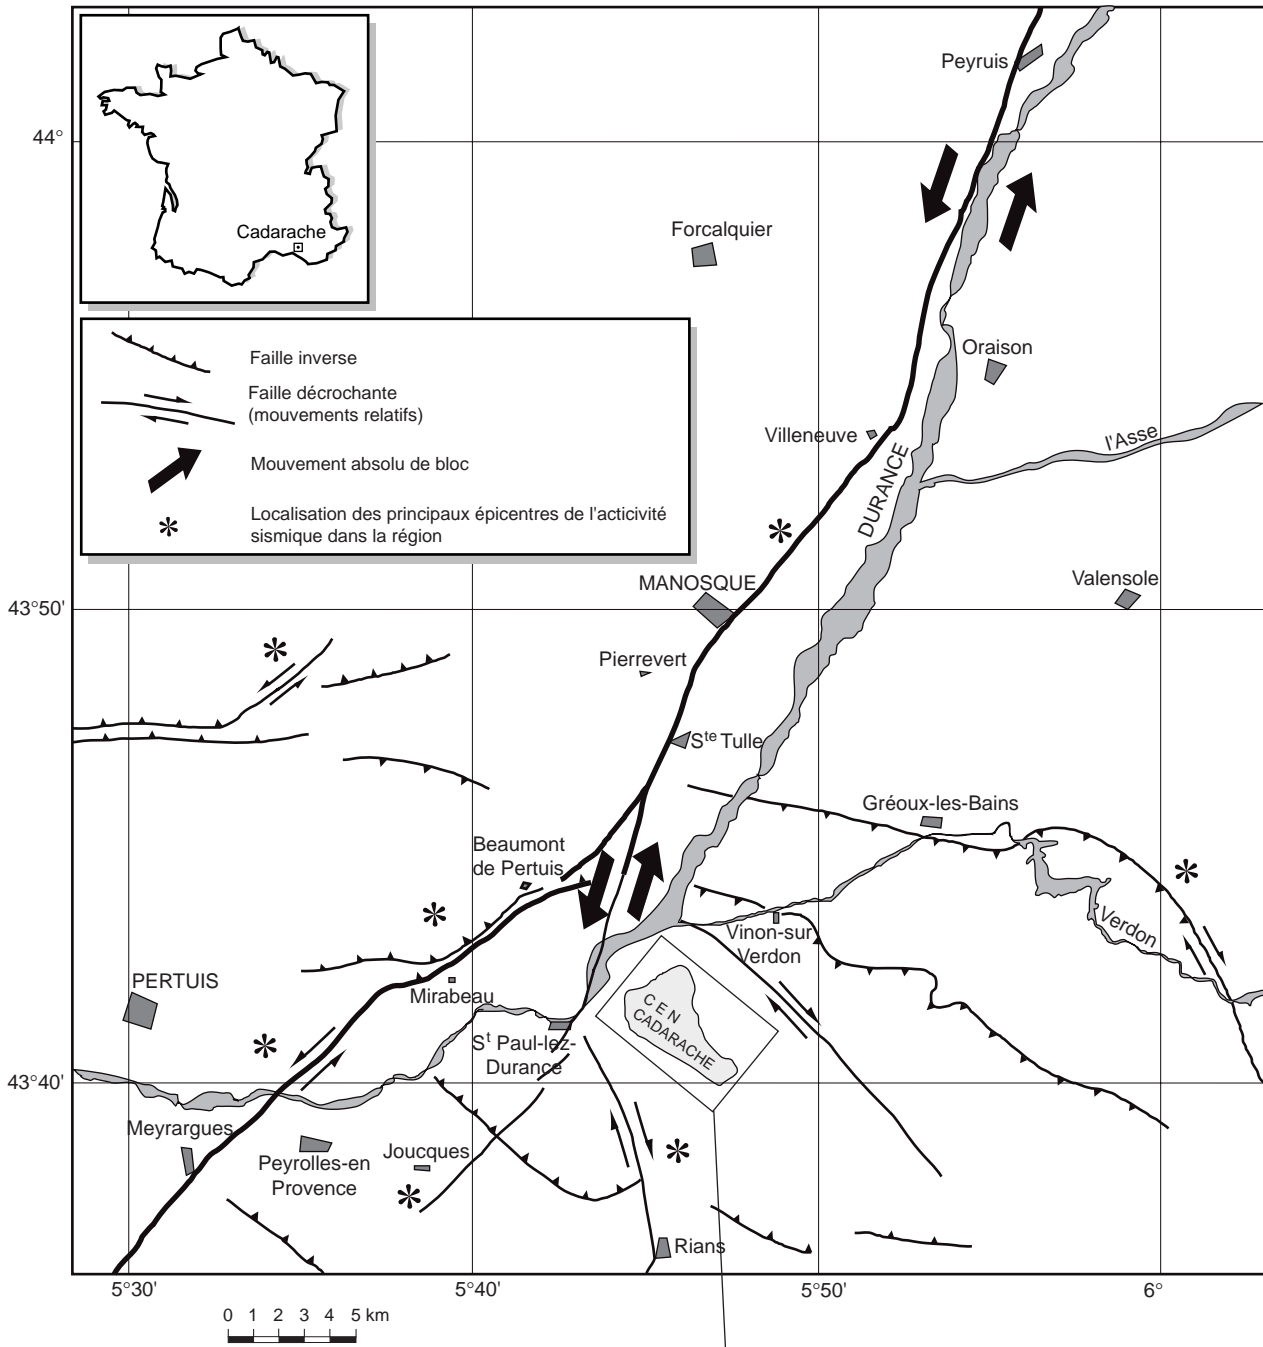 Peyruis
44°
Cadarache
Forcalquier
Faille inverse
Faille décrochante
(mouvements relatifs)
Mouvement absolu de bloc
Localisation des principaux épicentres de l'acticivité
sismique dans la région
Oraison
Villeneuve
DURANCE
l'Asse
MANOSQUE
Valensole
43°50'
Pierrevert
Ste Tulle
Gréoux-les-Bains
Beaumont
de Pertuis
Verdon
Vinon-sur
Verdon
PERTUIS
Mirabeau
CEN
CADARACHE
St Paul-lez-
Durance
43°40'
Meyrargues
Peyrolles-en
Provence
Joucques
Rians
5°30'
5°40'
5°50'
6°
0 1 2 3 4 5 km